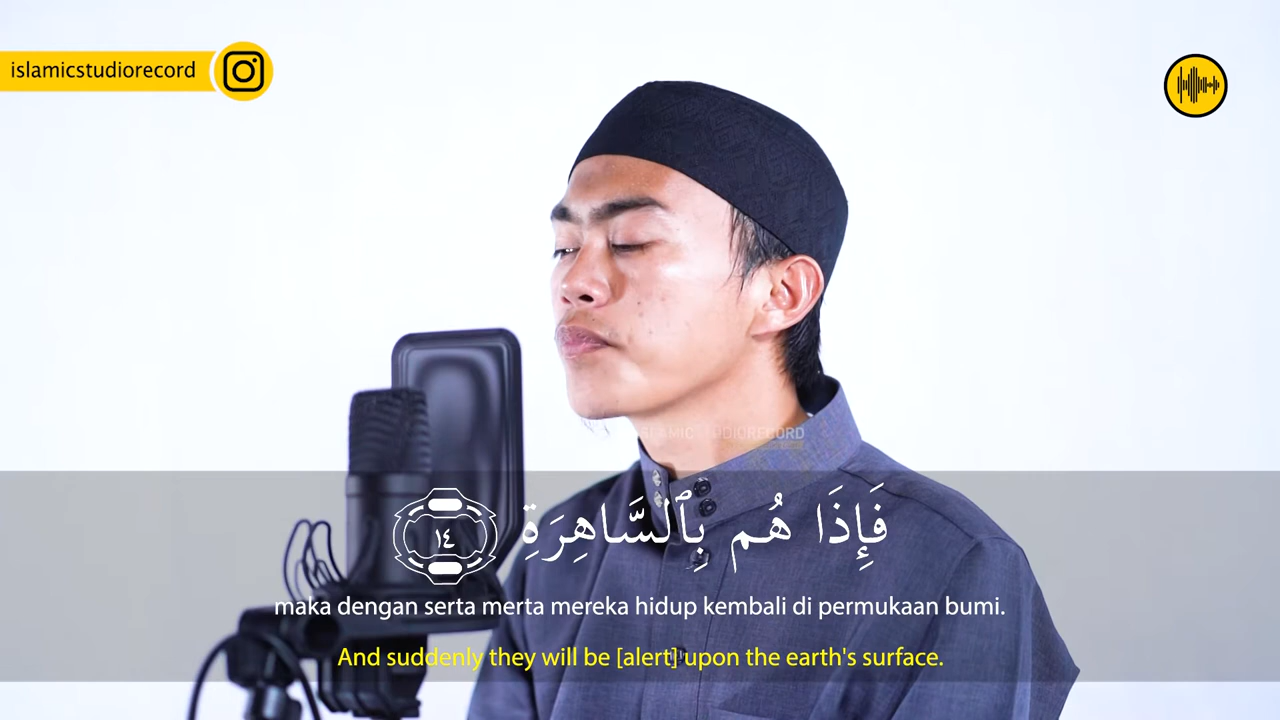 islamicstudiorecord
ISLAMICSTUDIORECORD
فَإِذَا هُم بِٱلسَّاهِرَةِ ١٤
maka dengan serta merta mereka hidup kembali di permukaan bumi.
And suddenly they will be [alert] upon the earth's surface.